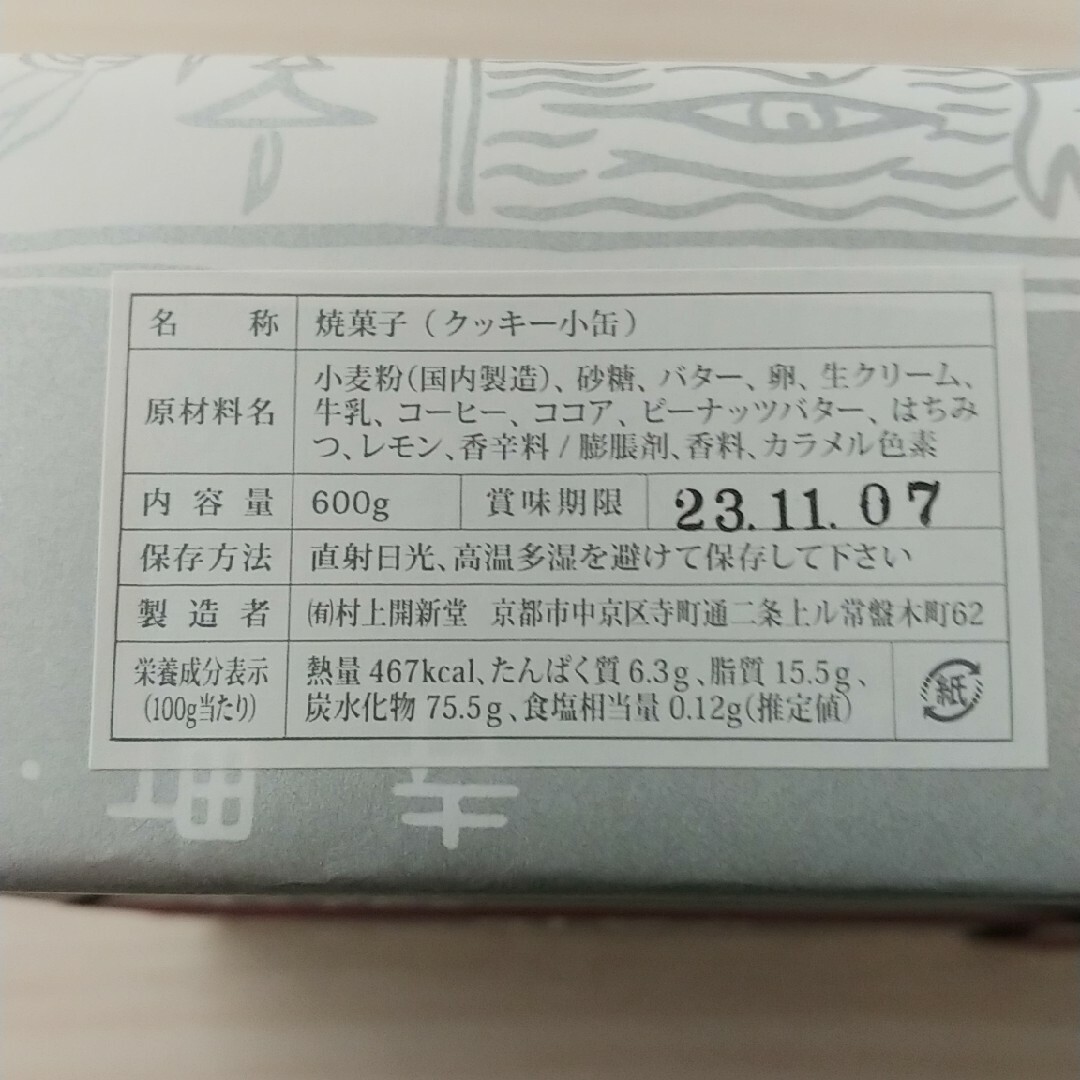 名称 焼菓子(クッキー小缶)
原材料名 小麦粉(国内製造)、砂糖、バター、卵、生クリーム、
牛乳、コーヒー、ココア、ピーナッツバター、はちみ
つ、レモン、香辛料/膨脹剤、香料、カラメル色素
内容量 600g 賞味期限 23.11.07
保存方法 直射日光、高温多湿を避けて保存して下さい
製造者 ㈲村上開新堂 京都市中京区寺町通二条上ル常盤木町62
栄養成分表示 熱量 467kcal、たんぱく質 6.3g、脂質 15.5g、
(100g当たり) 炭水化物 75.5g、食塩相当量 0.12g(推定値)
紙